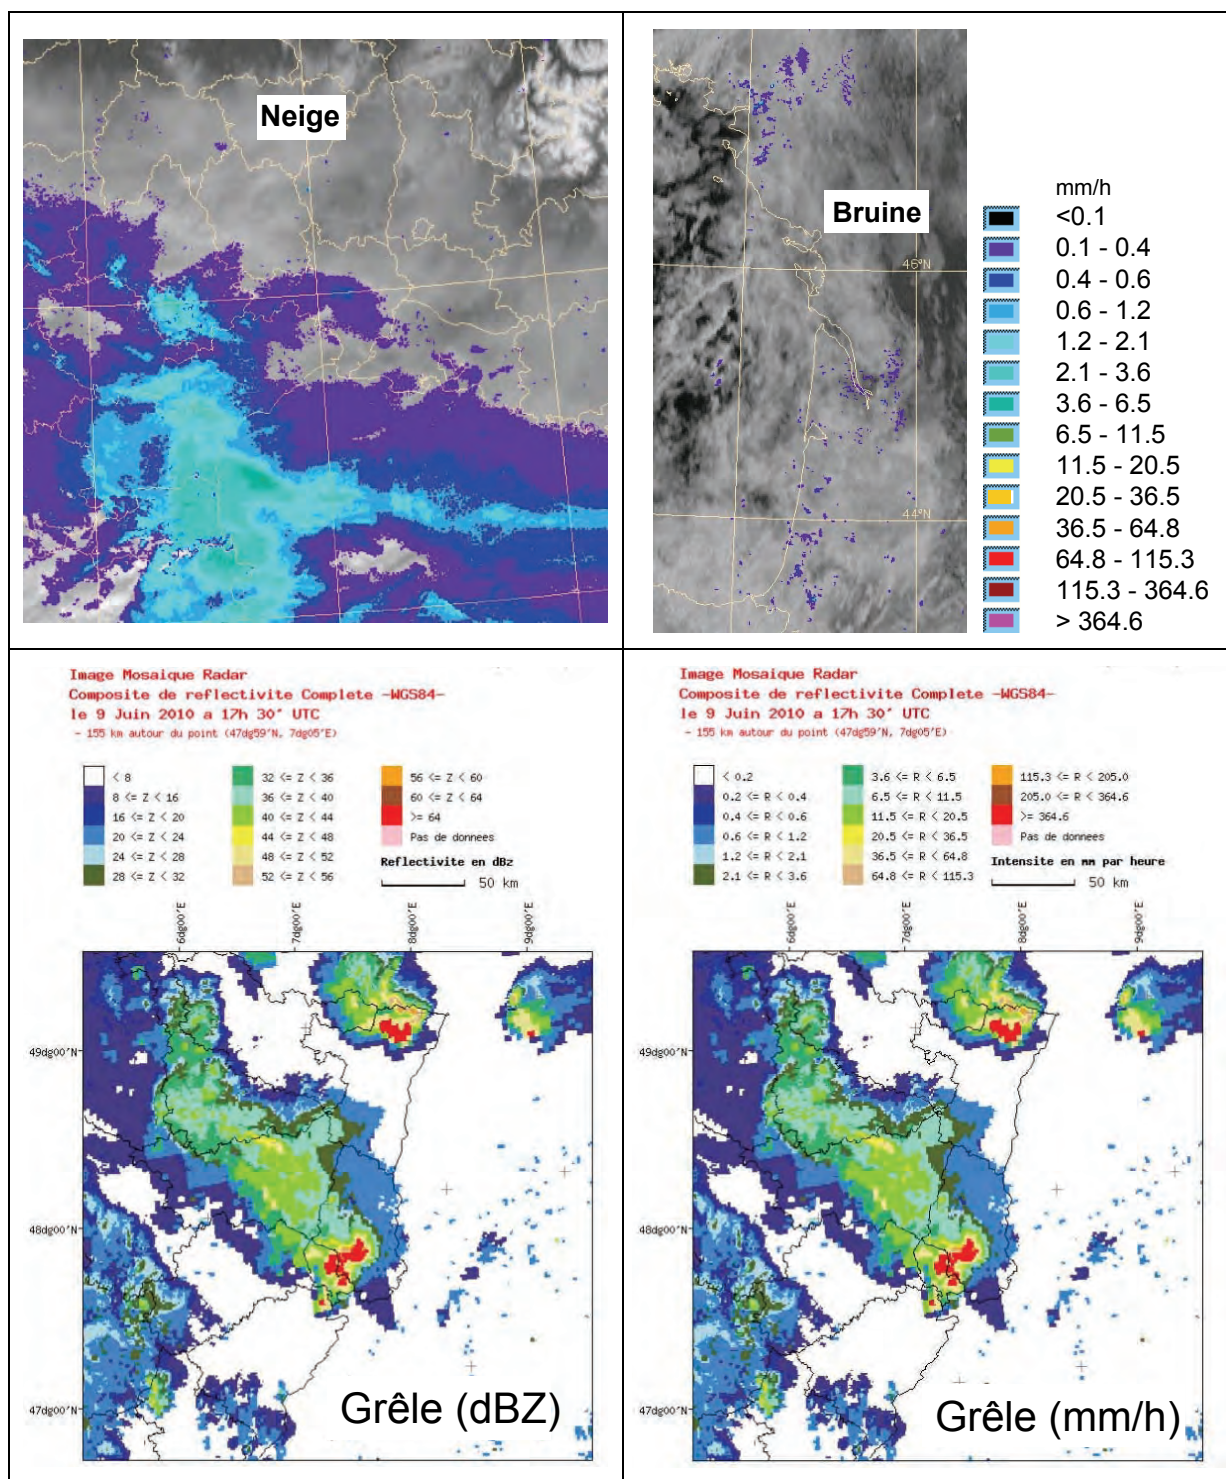 Neige
Bruine
46°N
44°N
mm/h
<0.1
0.1 - 0.4
0.4 - 0.6
0.6 - 1.2
1.2 - 2.1
2.1 - 3.6
3.6 - 6.5
6.5 - 11.5
11.5 - 20.5
20.5 - 36.5
36.5 - 64.8
64.8 - 115.3
115.3 - 364.6
> 364.6
Image Mosaique Radar
Composite de reflectivite Complete -WGS84-
le 9 Juin 2010 a 17h 30' UTC
- 155 km autour du point (47dg59'N, 7dg05'E)
< 8
8 <= Z < 16
16 <= Z < 20
20 <= Z < 24
24 <= Z < 28
28 <= Z < 32
32 <= Z < 36
36 <= Z < 40
40 <= Z < 44
44 <= Z < 48
48 <= Z < 52
52 <= Z < 56
56 <= Z < 60
60 <= Z < 64
>= 64
Pas de donnees
Reflectivite en dBz
50 km
6dg00'E
7dg00'E
8dg00'E
9dg00'E
49dg00'N
48dg00'N
47dg00'N
Grêle (dBZ)
Image Mosaique Radar
Composite de reflectivite Complete -WGS84-
le 9 Juin 2010 a 17h 30' UTC
- 155 km autour du point (47dg59'N, 7dg05'E)
< 0.2
0.2 <= R < 0.4
0.4 <= R < 0.6
0.6 <= R < 1.2
1.2 <= R < 2.1
2.1 <= R < 3.6
3.6 <= R < 6.5
6.5 <= R < 11.5
11.5 <= R < 20.5
20.5 <= R < 36.5
36.5 <= R < 64.8
64.8 <= R < 115.3
115.3 <= R < 205.0
205.0 <= R < 364.6
>= 364.6
Pas de donnees
Intensite en mm par heure
50 km
6dg00'E
7dg00'E
8dg00'E
9dg00'E
49dg00'N
48dg00'N
47dg00'N
Grêle (mm/h)